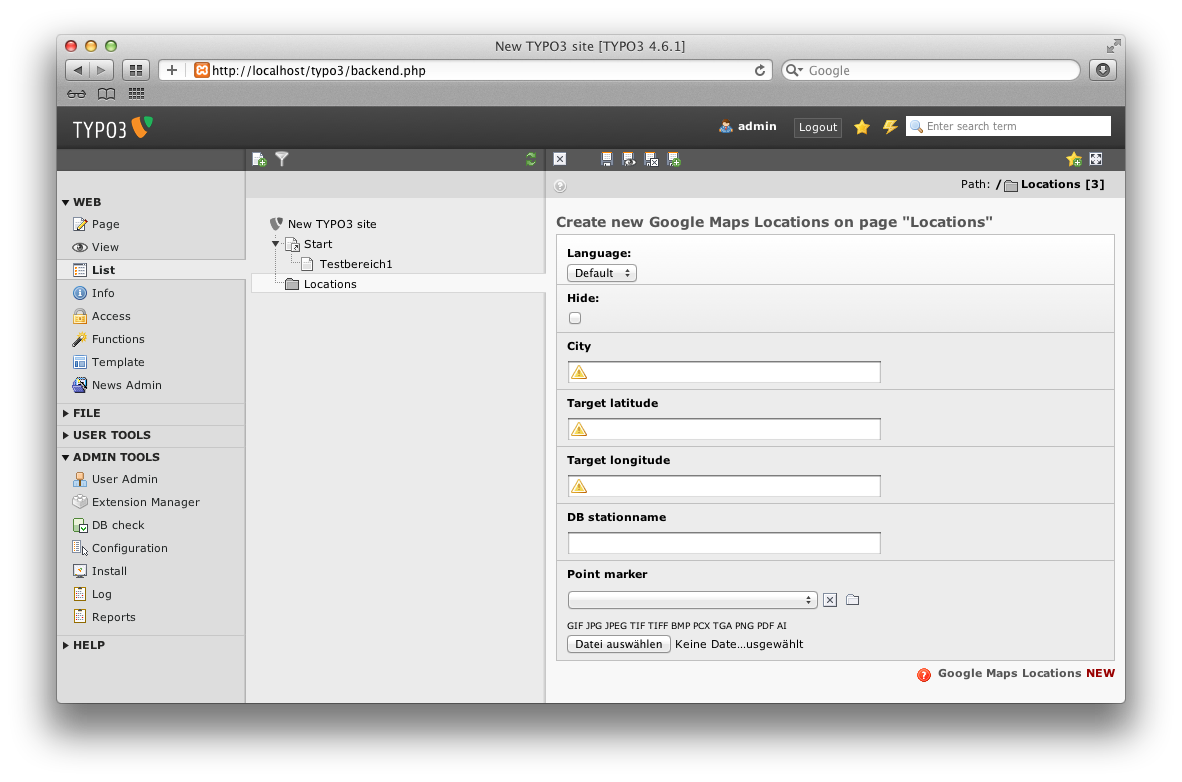 New TYPO3 site [TYPO3 4.6.1]
http://localhost/typo3/backend.php
Google
TYPO3
admin
Logout
Enter search term
Path: / Locations [3]
WEB
Page
View
List
Info
Access
Functions
Template
News Admin
FILE
USER TOOLS
ADMIN TOOLS
User Admin
Extension Manager
DB check
Configuration
Install
Log
Reports
HELP
New TYPO3 site
Start
Testbereich1
Locations
Create new Google Maps Locations on page "Locations"
Language:
Default
Hide:
City
Target latitude
Target longitude
DB stationname
Point marker
GIF JPG JPEG TIF TIFF BMP PCX TGA PNG PDF AI
Datei auswählen Keine Date...usgewählt
Google Maps Locations NEW